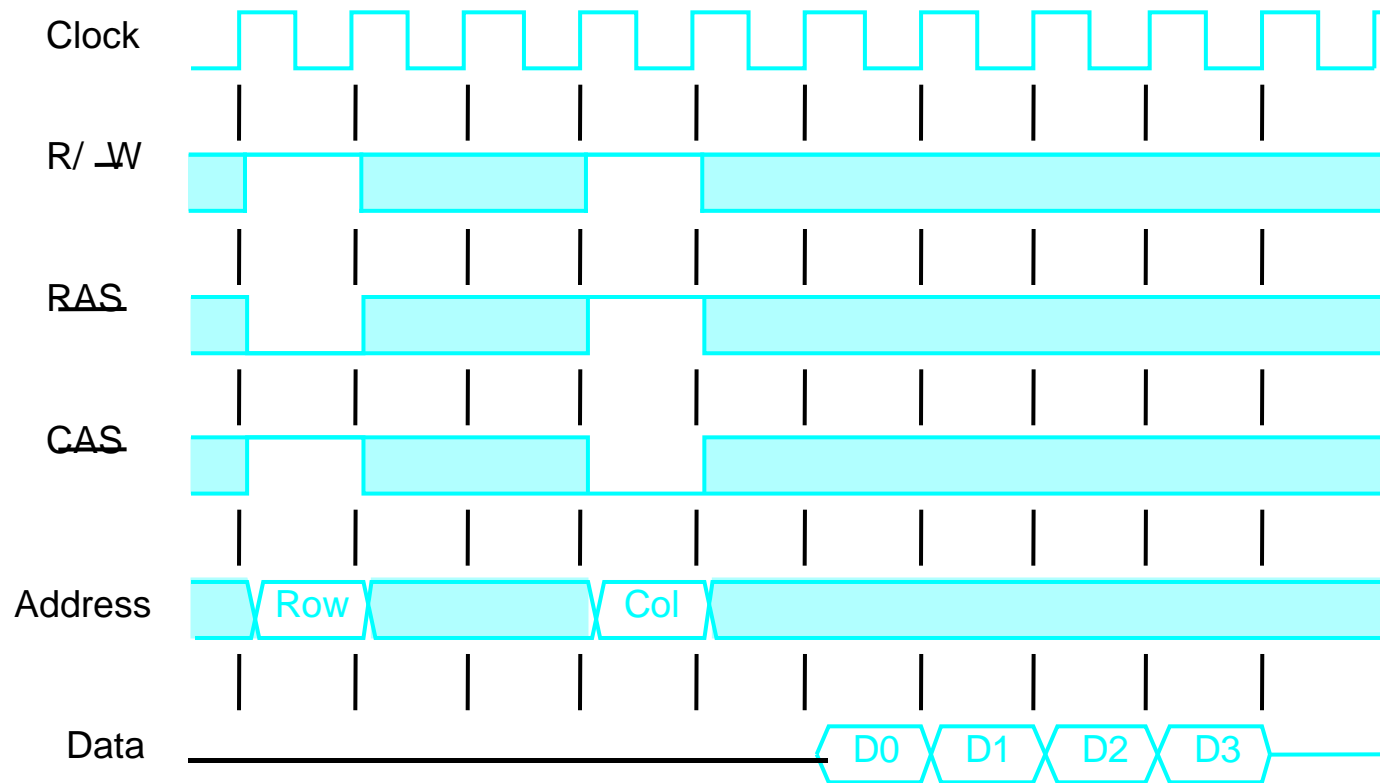 Clock
R/ W
RAS
CAS
Address Row Col
Data D0 D1 D2 D3